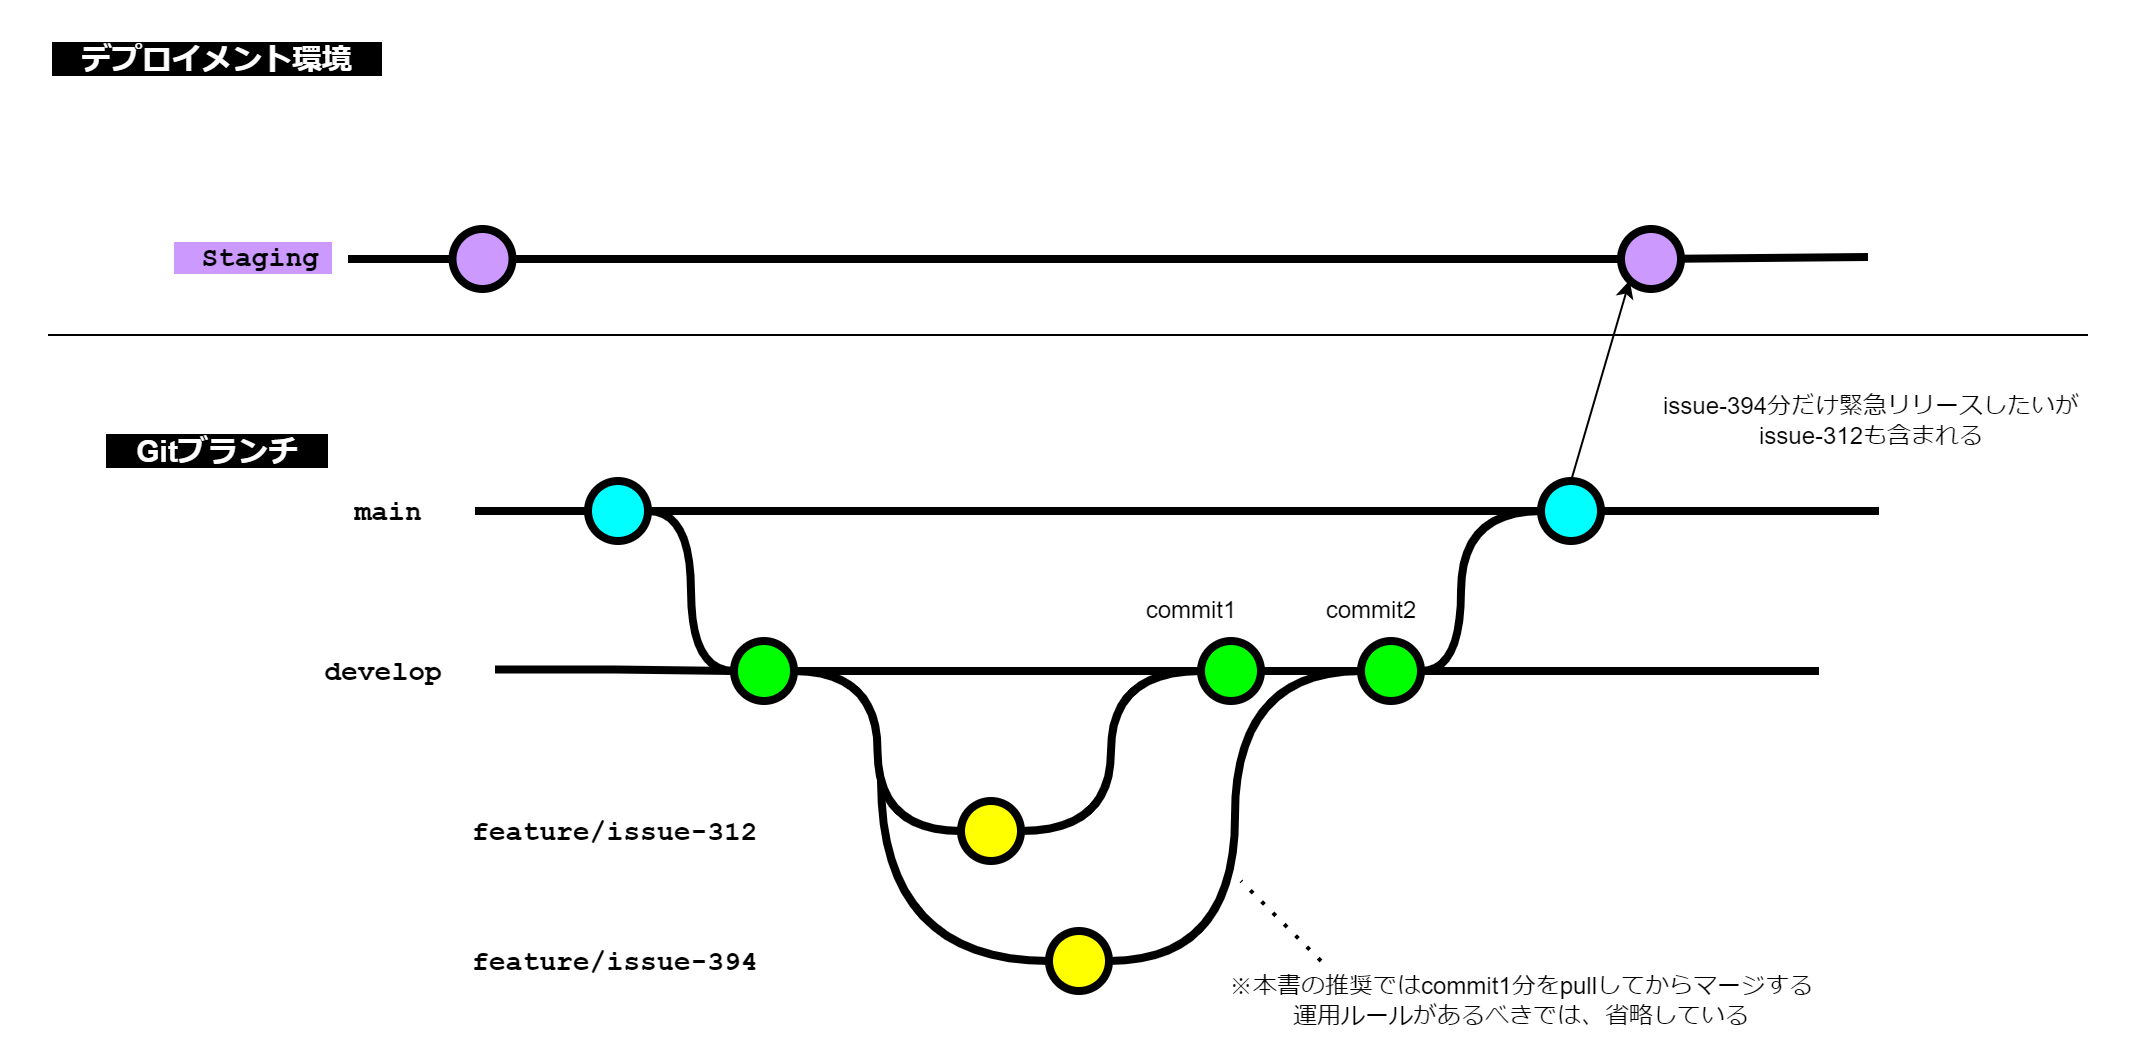 デプロイメント環境
Staging
issue-394分だけ緊急リリースしたいが
issue-312も含まれる
Gitブランチ
main
commit1
commit2
develop
feature/issue-312
feature/issue-394
※本書の推奨ではcommit1分をpullしてからマージする
運用ルールがあるべきでは、省略している